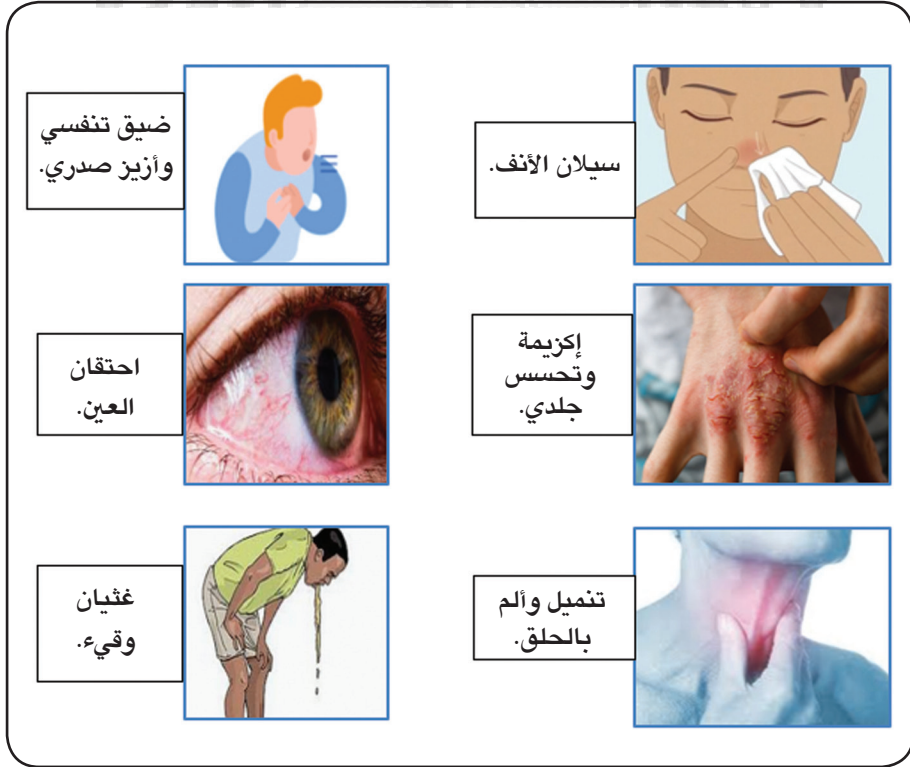 سيلان الأنف.
ضيق تنفسي
وأزيز صدري.
إكزيمة
وتحسس
جلدي.
احتقان
العين.
تنميل وألم
بالحلق.
غثيان
وقيء.